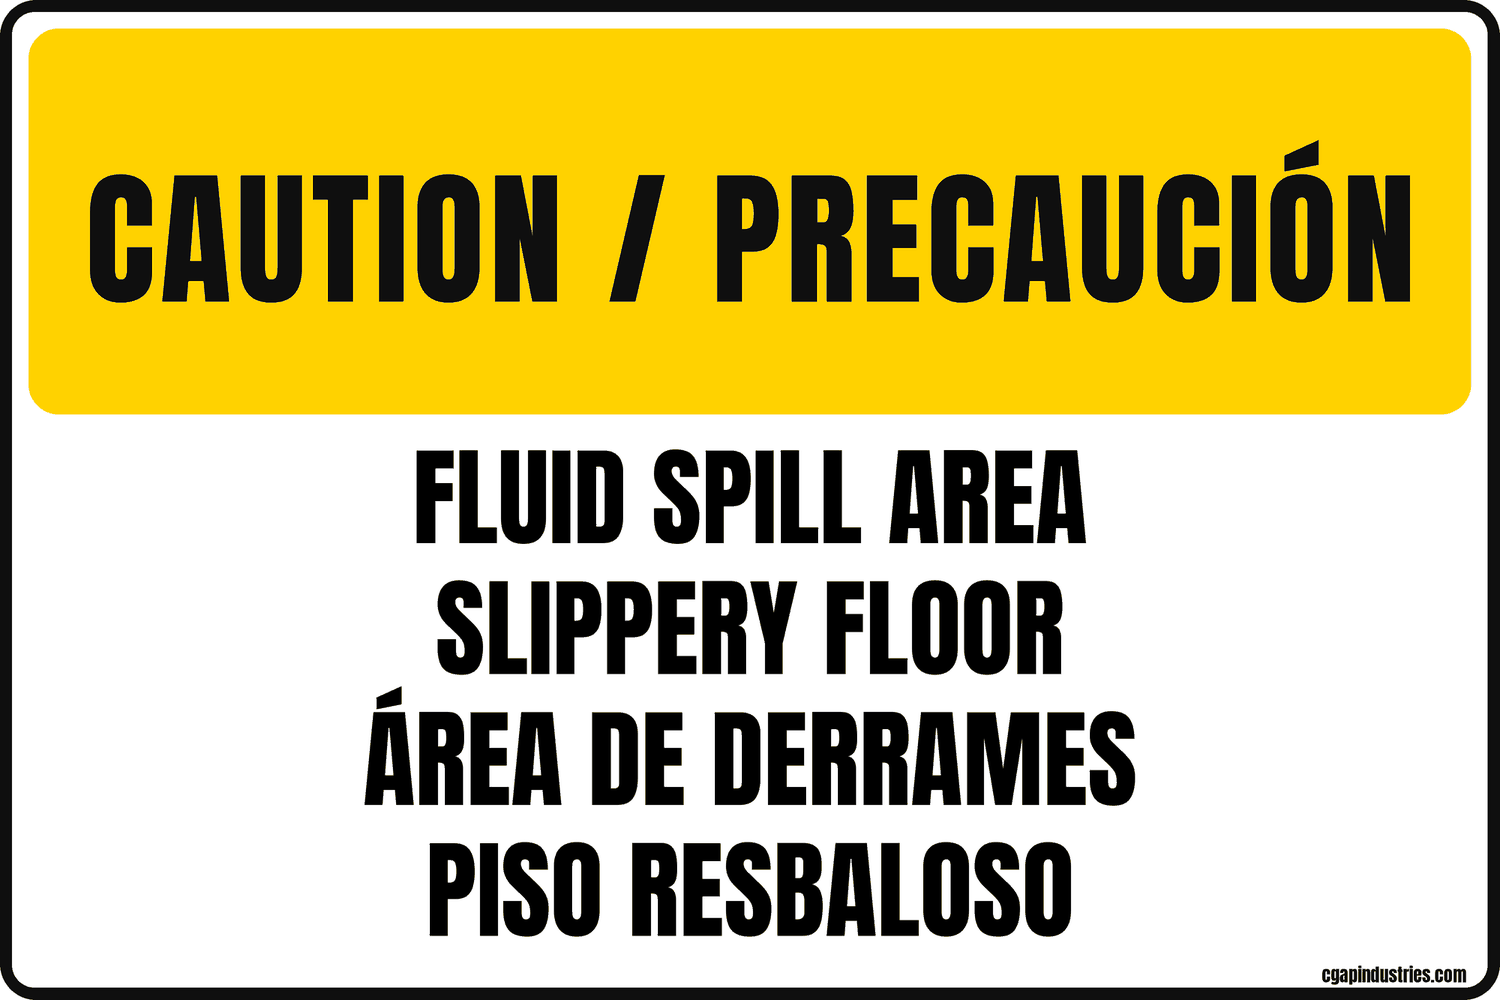 CAUTION / PRECAUCIÓN
FLUID SPILL AREA
SLIPPERY FLOOR
ÁREA DE DERRAMES
PISO RESBALOSO
cgapindustries.com